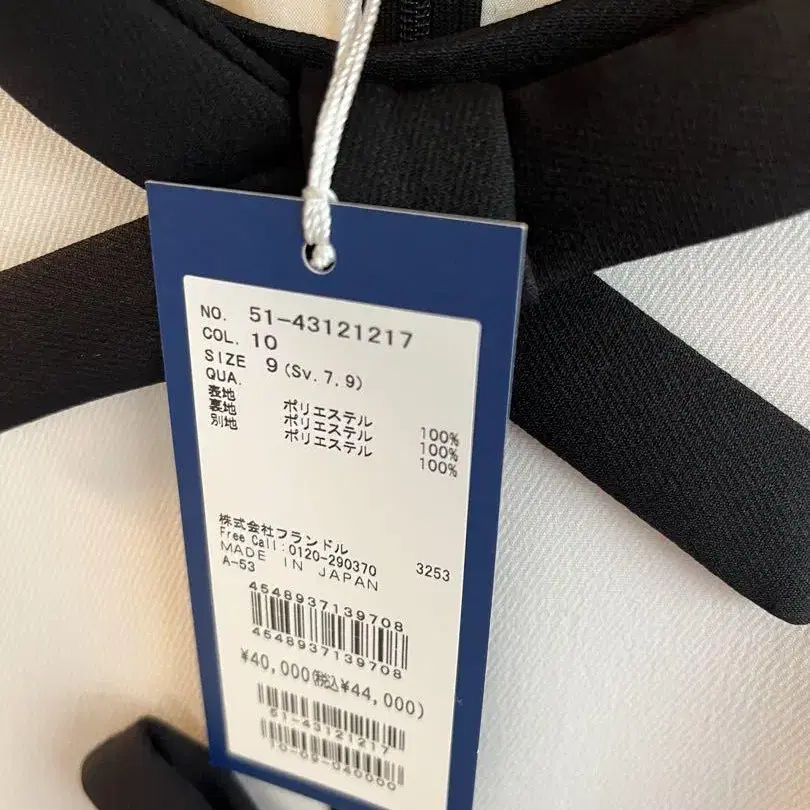 NO. 51-43121217
COL. 10
SIZE 9 (Sv.7.9)
QUA.
表地 ポリエステル 100%
裏地 ポリエステル 100%
別地 ポリエステル 100%
株式会社フランドル
Free Call:0120-290370 3253
MADE IN JAPAN
A-53
4548937139708
4548937139708
¥40,000(税込¥44,000)
51-43121217
10-09-040000